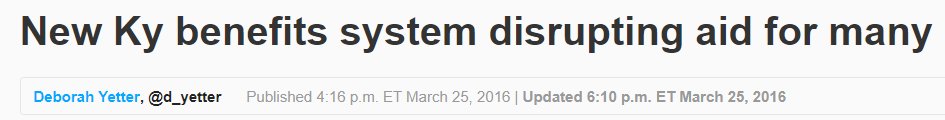 New Ky benefits system disrupting aid for many
Deborah Yetter, @d_yetter Published 4:16 p.m. ET March 25, 2016 | Updated 6:10 p.m. ET March 25, 2016